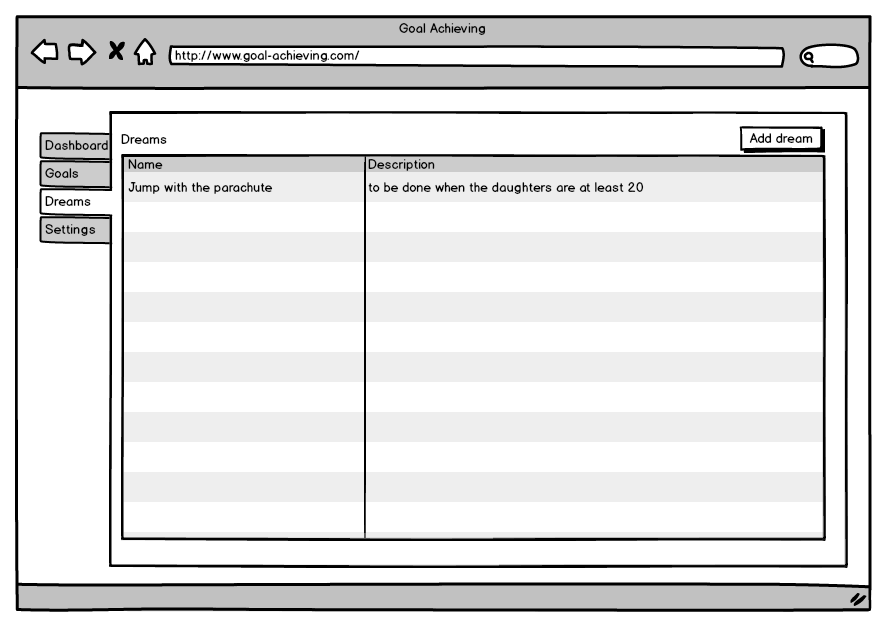 Goal Achieving
http://www.goal-achieving.com/
Dashboard
Goals
Dreams
Settings
Dreams
Add dream
Name Description
Jump with the parachute to be done when the daughters are at least 20